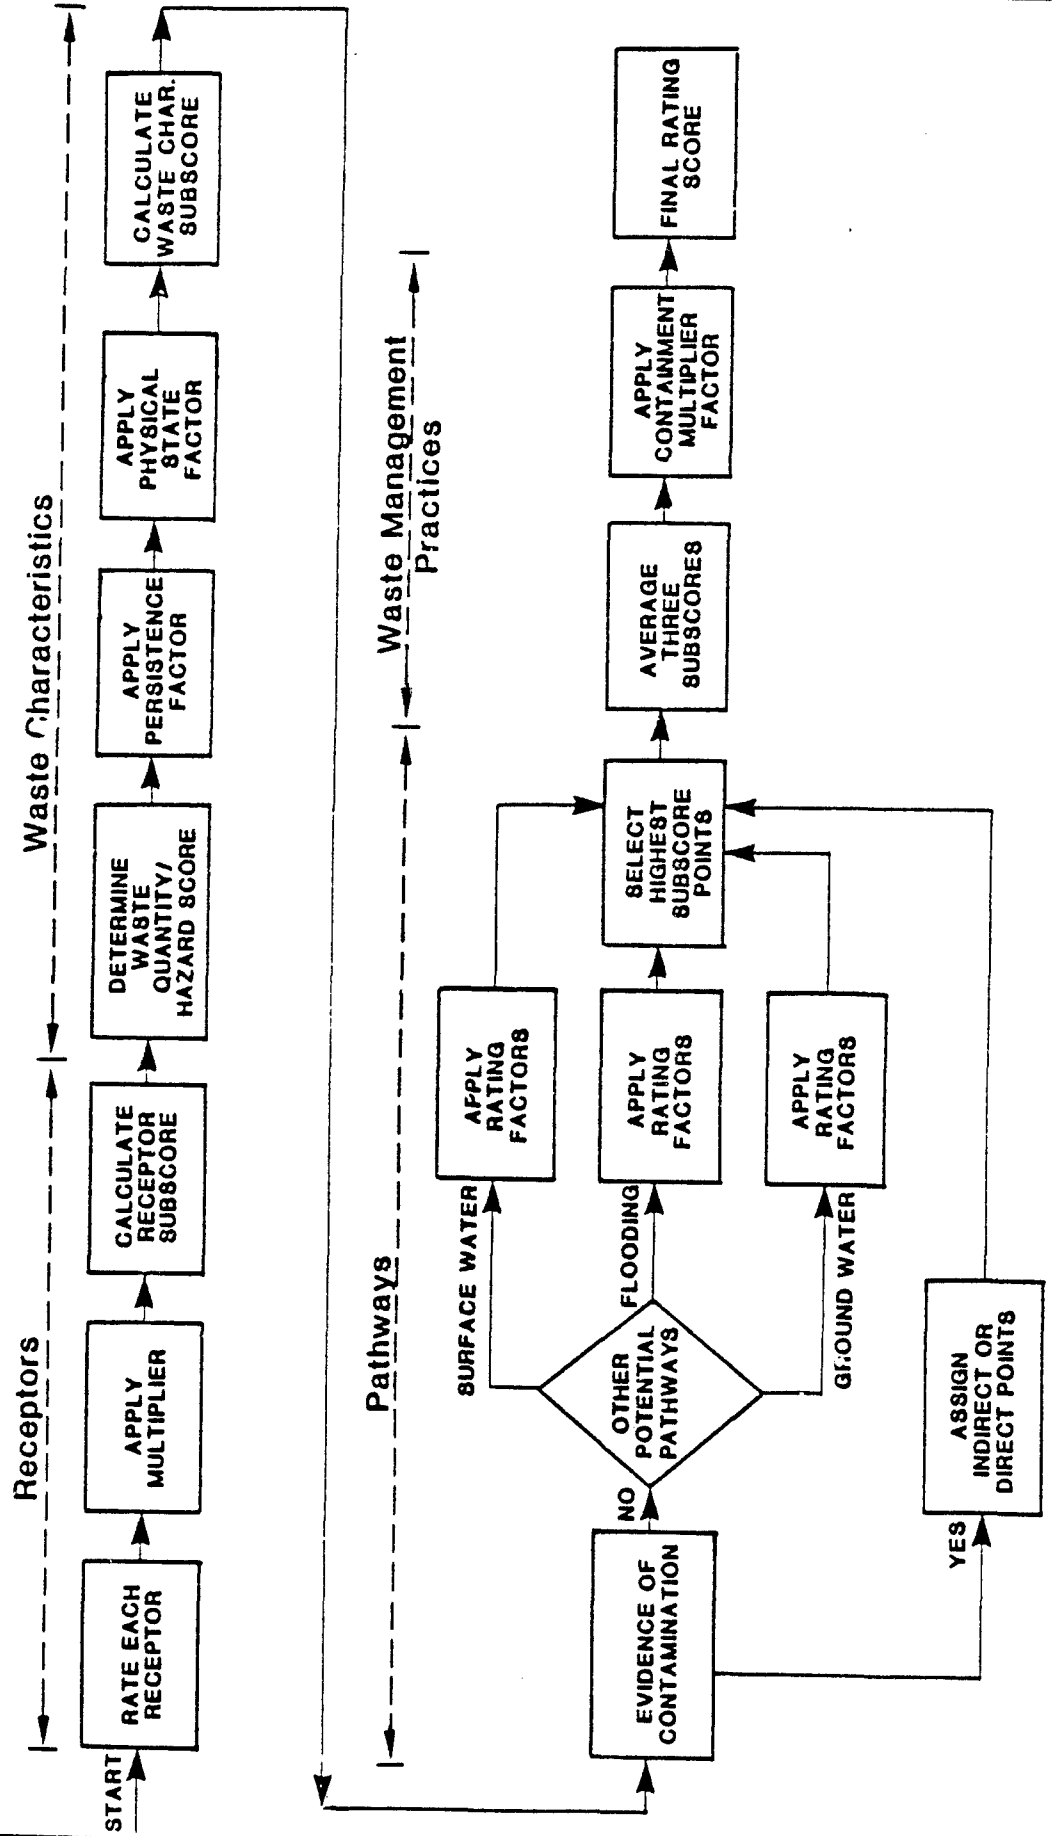 Receptors
Waste Characteristics
START
RATE EACH
RECEPTOR
APPLY
MULTIPLIER
CALCULATE
RECEPTOR
SUBSCORE
DETERMINE
WASTE
QUANTITY/
HAZARD SCORE
APPLY
PERSISTENCE
FACTOR
APPLY
PHYSICAL
STATE
FACTOR
CALCULATE
WASTE CHAR.
SUBSCORE
Pathways
Waste Management
Practices
EVIDENCE OF
CONTAMINATION
NO
YES
OTHER
POTENTIAL
PATHWAYS
SURFACE WATER
APPLY
RATING
FACTORS
FLOODING
APPLY
RATING
FACTORS
GROUND WATER
APPLY
RATING
FACTORS
ASSIGN
INDIRECT OR
DIRECT POINTS
SELECT
HIGHEST
SUBSCORE
POINTS
AVERAGE
THREE
SUBSCORES
APPLY
CONTAINMENT
MULTIPLIER
FACTOR
FINAL RATING
SCORE